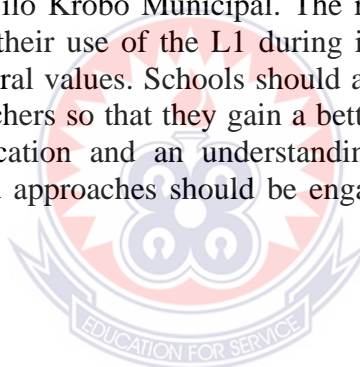 ilo Krobo Municipal. The r
their use of the L1 during i
ral values. Schools should a
chers so that they gain a bett
cation and an understandin
approaches should be enga
EDUCATION FOR SERVICE